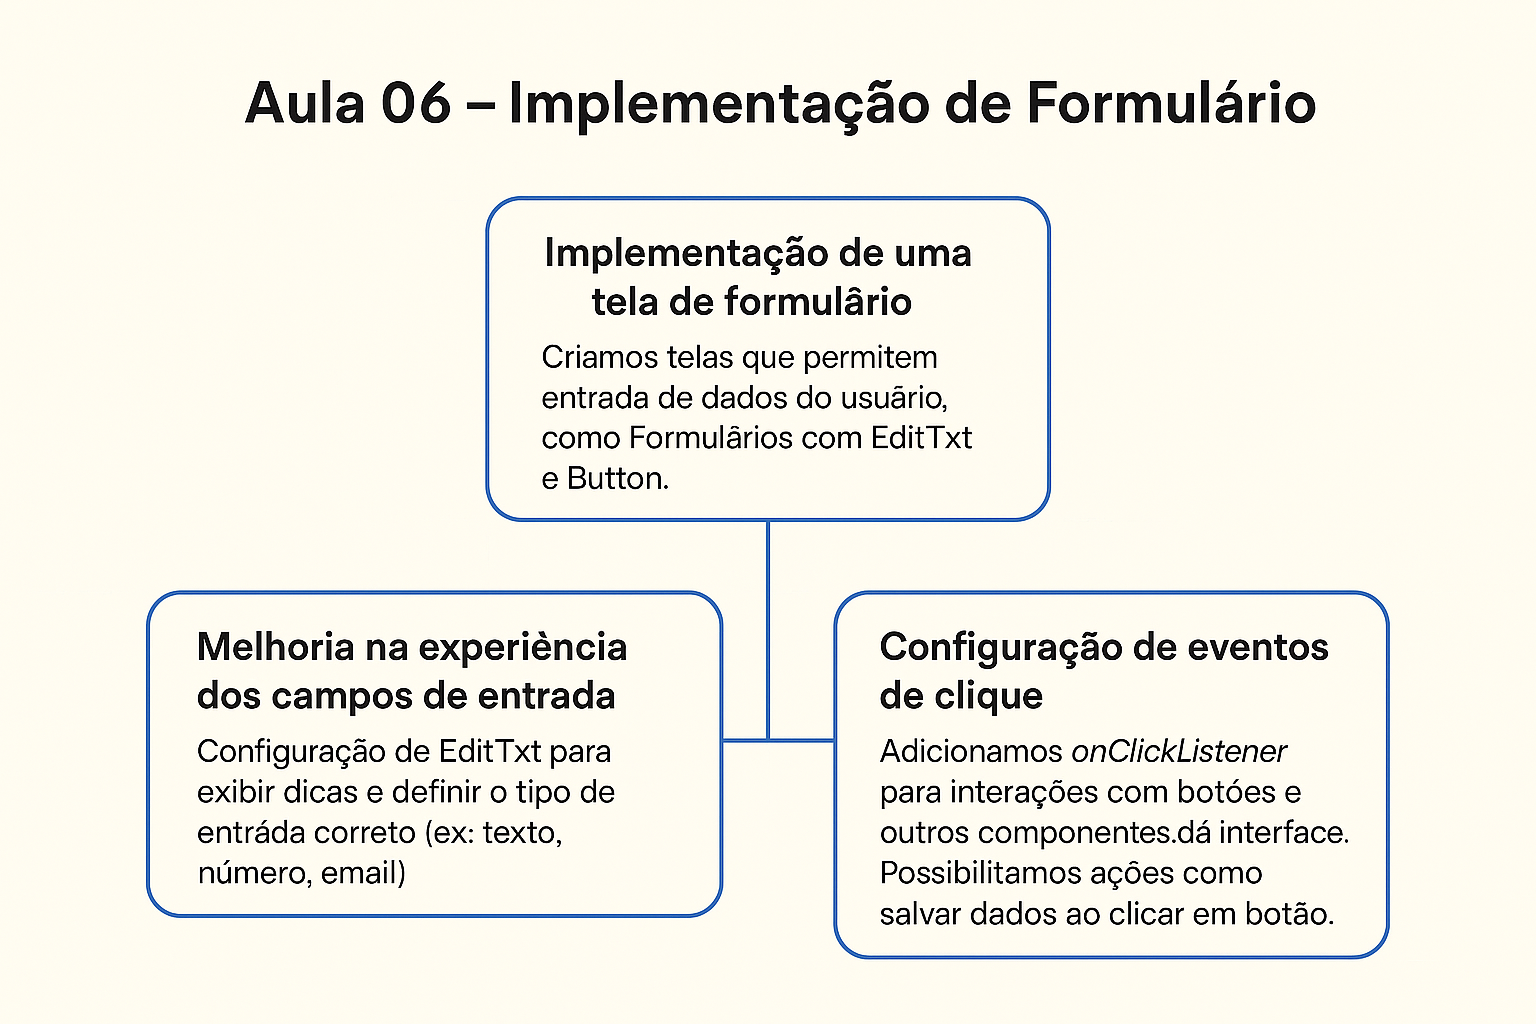 Aula 06 – Implementação de Formulário
Implementação de uma
tela de formulârio
Criamos telas que permitem
entrada de dados do usuãrio,
como Formulârios com EditTxt
e Button.
Melhoria na experiència
dos campos de entrada
Configuração de EditTxt para
exibir dicas e definir o tipo de
entráda correto (ex: texto,
número, email)
Configuração de eventos
de clique
Adicionamos onClickListener
para interações com botóes e
outros componentes.dá interface.
Possibilitamos ações como
salvar dados ao clicar em botão.